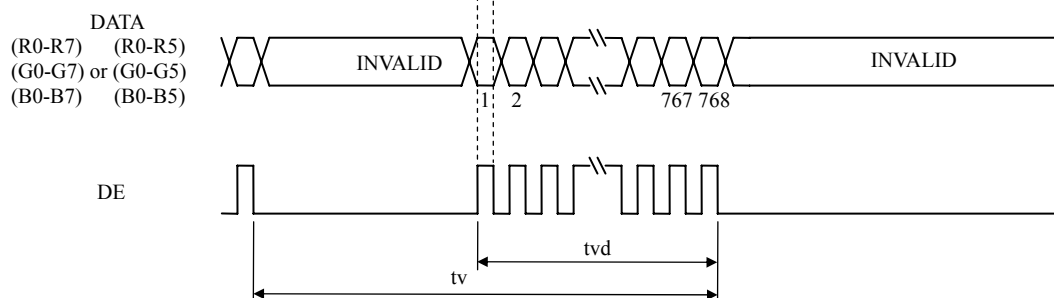 DATA
(R0-R7) (R0-R5)
(G0-G7) or (G0-G5)
(B0-B7) (B0-B5)
INVALID
INVALID
1 2 767 768
DE
tvd
tv